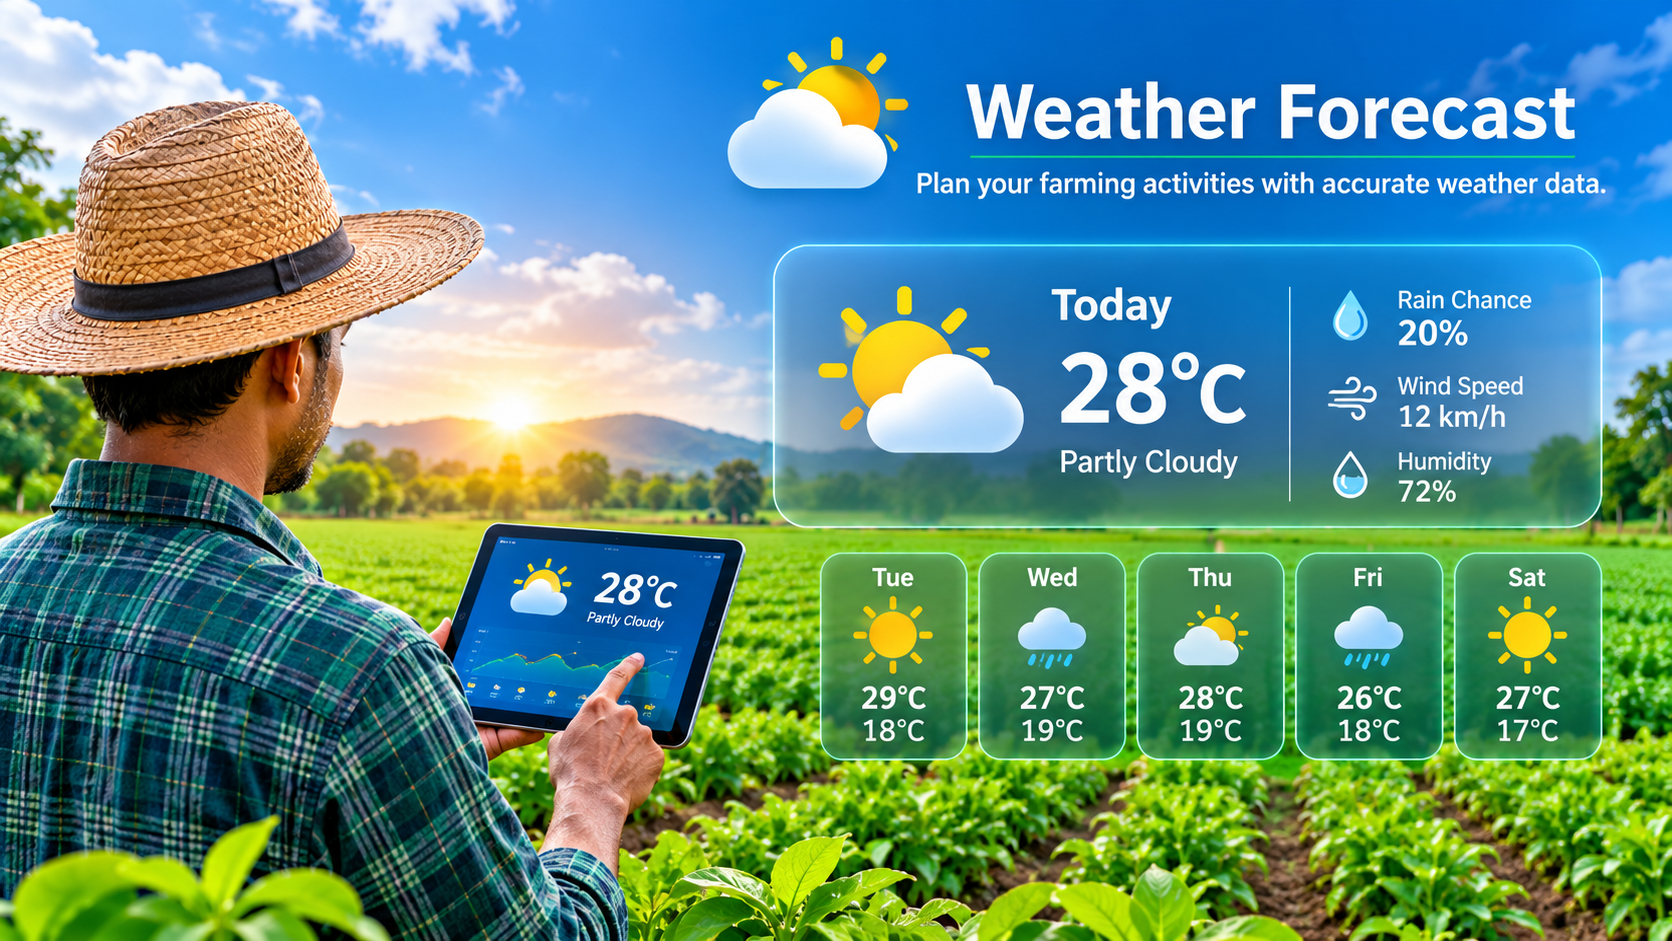 Weather Forecast
Plan your farming activities with accurate weather data.
Today
28°C
Partly Cloudy
Rain Chance
20%
Wind Speed
12 km/h
Humidity
72%
28°C
Partly Cloudy
Tue
29°C
18°C
Wed
27°C
19°C
Thu
28°C
19°C
Fri
26°C
18°C
Sat
27°C
17°C